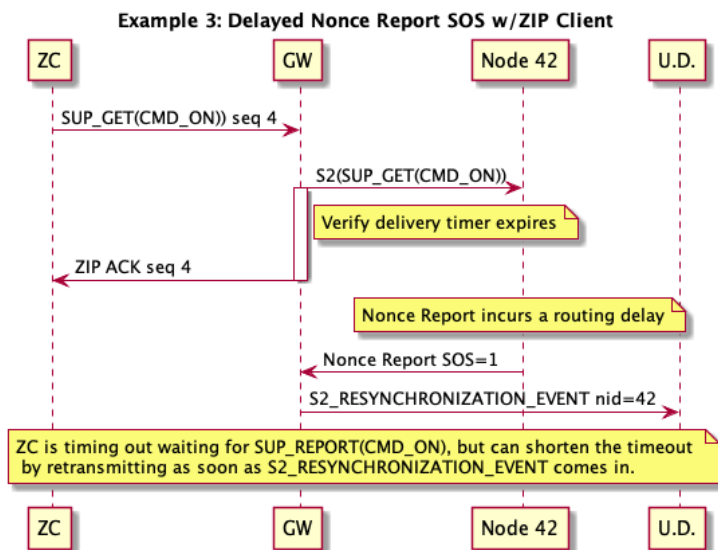 Example 3: Delayed Nonce Report SOS w/ZIP Client
ZC
GW
Node 42
U.D.
SUP_GET(CMD_ON)) seq 4
S2(SUP_GET(CMD_ON))
Verify delivery timer expires
ZIP ACK seq 4
Nonce Report incurs a routing delay
Nonce Report SOS=1
S2_RESYNCHRONIZATION_EVENT nid=42
ZC is timing out waiting for SUP_REPORT(CMD_ON), but can shorten the timeout
by retransmitting as soon as S2_RESYNCHRONIZATION_EVENT comes in.
ZC
GW
Node 42
U.D.